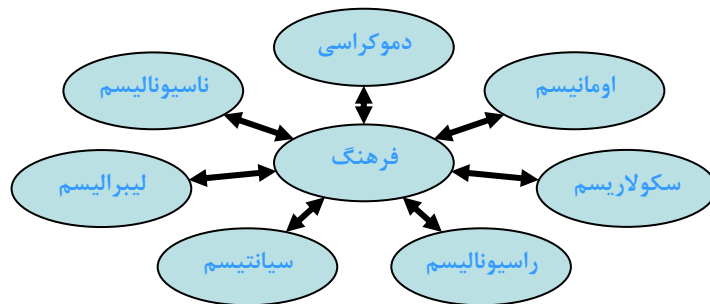 دموکراسی
اومانیسم
ناسیونالیسم
فرهنگ
سکولاریسم
لیبرالیسم
راسیونالیسم
سیانتیسم